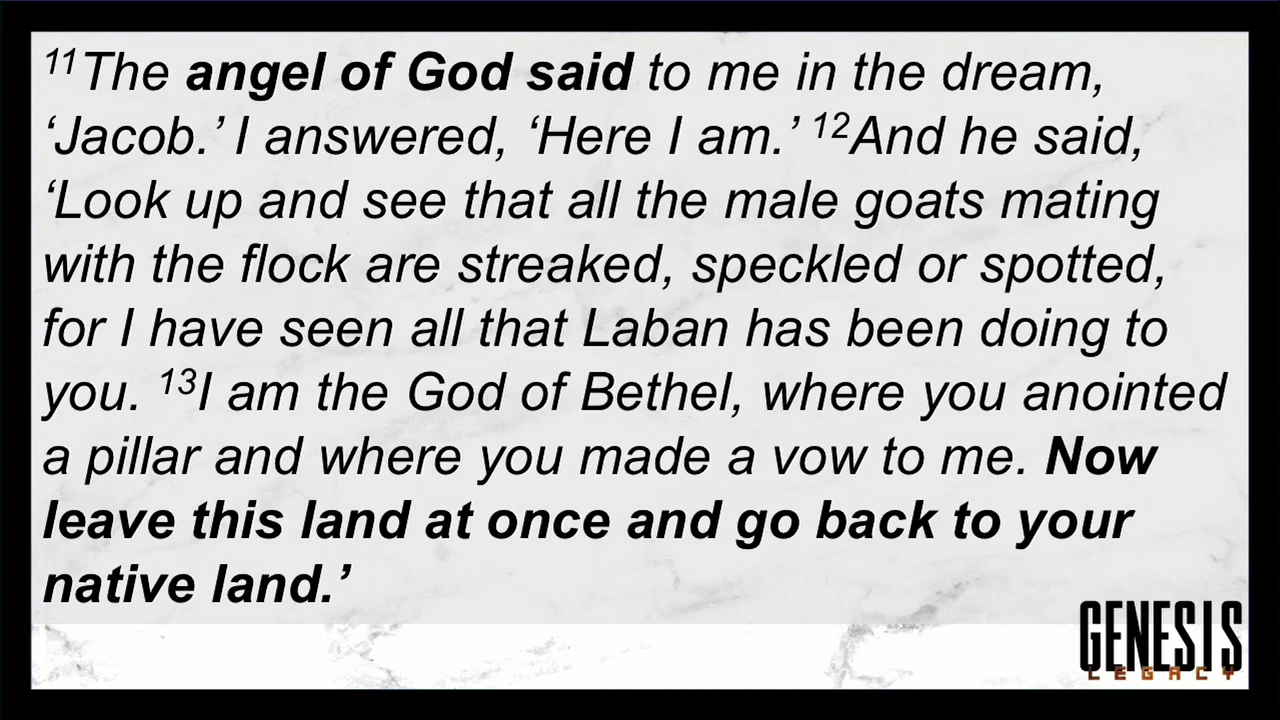 ¹¹The angel of God said to me in the dream,
‘Jacob.’ I answered, ‘Here I am.’ ¹²And he said,
‘Look up and see that all the male goats mating
with the flock are streaked, speckled or spotted,
for I have seen all that Laban has been doing to
you. ¹³I am the God of Bethel, where you anointed
a pillar and where you made a vow to me. Now
leave this land at once and go back to your
native land.’
GENESIS
LEGACY